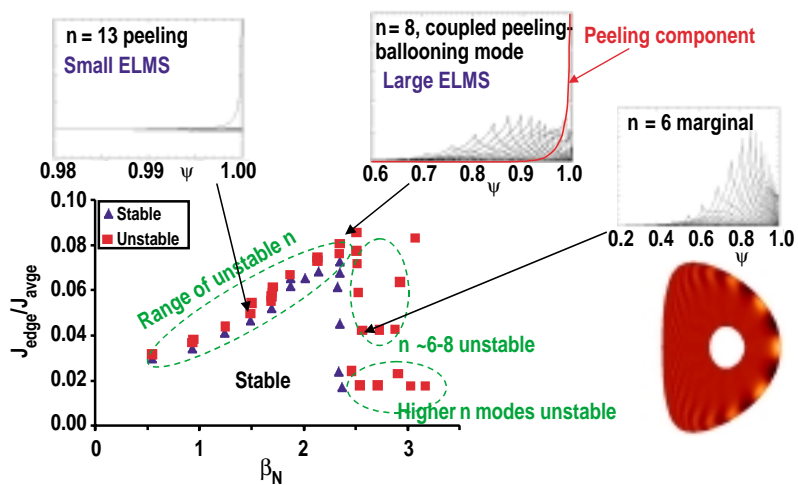 n = 13 peeling
Small ELMS
0.98 0.99 1.00
ψ
n = 8, coupled peeling-
ballooning mode
Large ELMS
Peeling component
0.6 0.7 0.8 0.9 1.0
ψ
n = 6 marginal
0.2 0.4 0.6 0.8 1.0
ψ
Stable
Unstable
Range of unstable n
n ~6-8 unstable
Stable
Higher n modes unstable
J_edge/J_avge
0.10
0.08
0.06
0.04
0.02
0.00
0 1 2 3
β_N